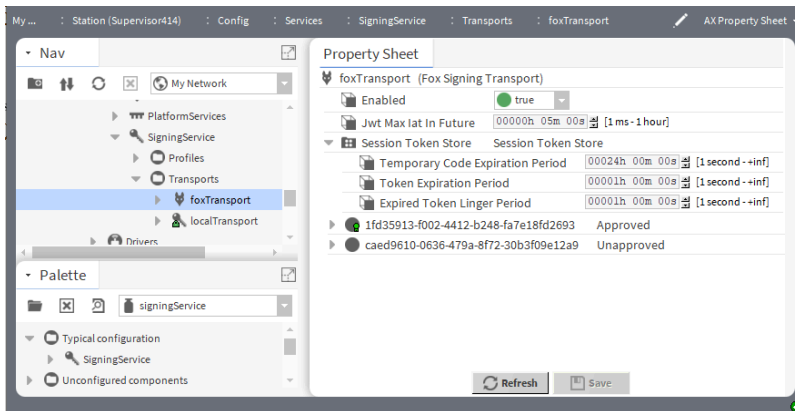 My ... : Station (Supervisor414) : Config : Services : SigningService : Transports : foxTransport AX Property Sheet
Nav
My Network
PlatformServices
SigningService
Profiles
Transports
foxTransport
localTransport
Drivers
Palette
signingService
Typical configuration
SigningService
Unconfigured components
Property Sheet
foxTransport (Fox Signing Transport)
Enabled true
Jwt Max Iat In Future 00000h 05m 00s [1 ms - 1 hour]
Session Token Store Session Token Store
Temporary Code Expiration Period 00024h 00m 00s [1 second - +inf]
Token Expiration Period 00001h 00m 00s [1 second - +inf]
Expired Token Linger Period 00001h 00m 00s [1 second - +inf]
1fd35913-f002-4412-b248-fa7e18fd2693 Approved
caed9610-0636-479a-8f72-30b3f09e12a9 Unapproved
Refresh Save